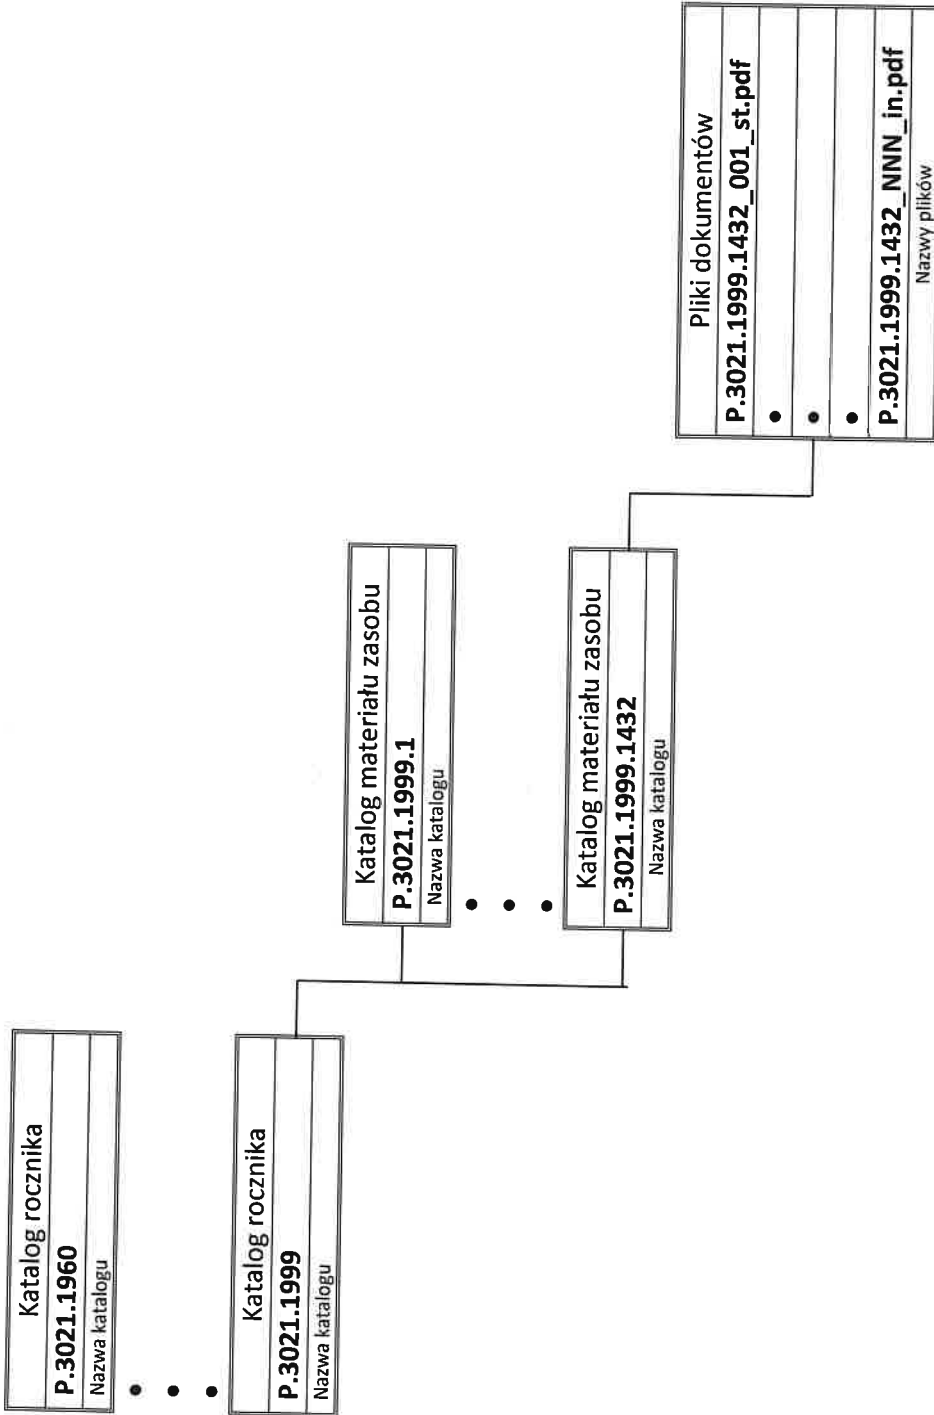 Katalog rocznika
P.3021.1960
Nazwa katalogu
•
•
•
Katalog rocznika
P.3021.1999
Nazwa katalogu
Katalog materiału zasobu
P.3021.1999.1
Nazwa katalogu
•
•
•
Katalog materiału zasobu
P.3021.1999.1432
Nazwa katalogu
Pliki dokumentów
P.3021.1999.1432_001_st.pdf
•
•
•
P.3021.1999.1432_NNN_in.pdf
Nazwy plików